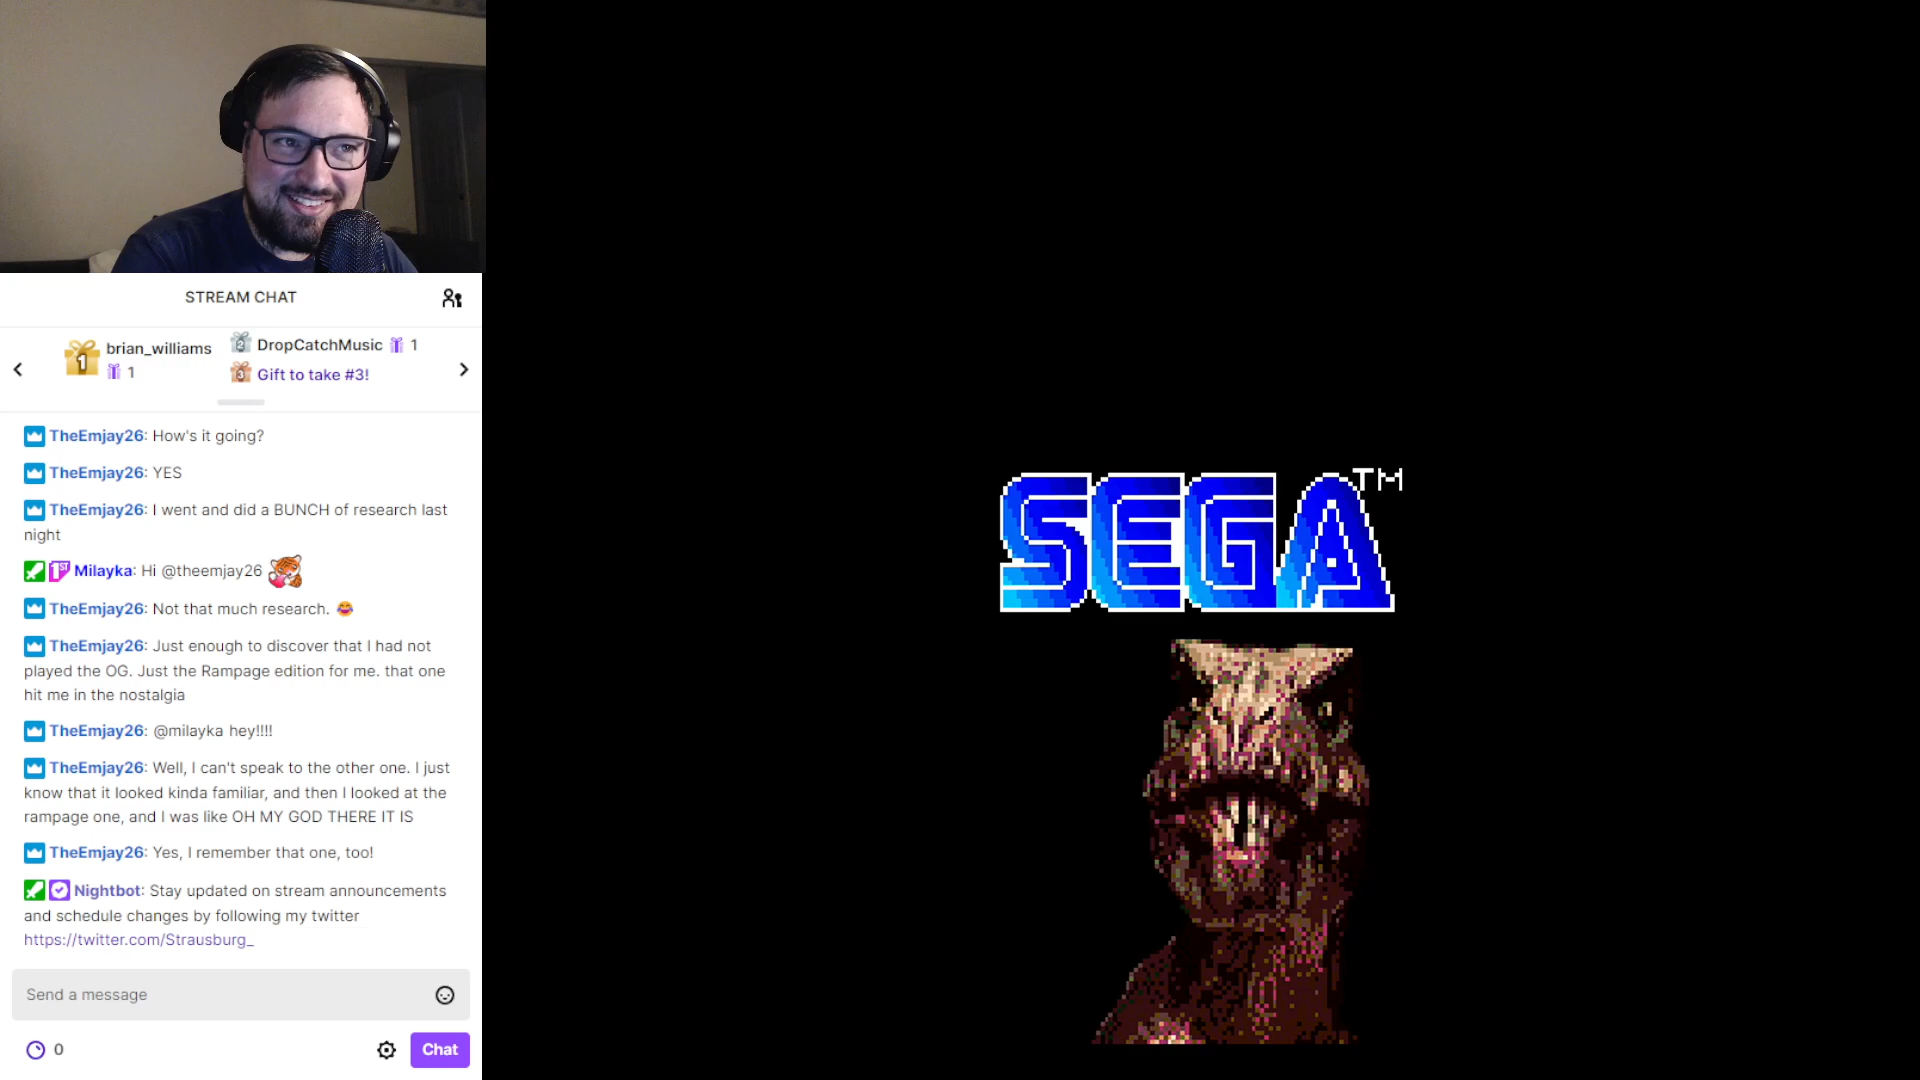 STREAM CHAT
1
brian_williams
1
2
DropCatchMusic 1
3
Gift to take #3!
TheEmjay26: How's it going?
TheEmjay26: YES
TheEmjay26: I went and did a BUNCH of research last
night
1ST Milayka: Hi @theemjay26
TheEmjay26: Not that much research. 😂
TheEmjay26: Just enough to discover that I had not
played the OG. Just the Rampage edition for me. that one
hit me in the nostalgia
TheEmjay26: @milayka hey!!!!
TheEmjay26: Well, I can't speak to the other one. I just
know that it looked kinda familiar, and then I looked at the
rampage one, and I was like OH MY GOD THERE IT IS
TheEmjay26: Yes, I remember that one, too!
Nightbot: Stay updated on stream announcements
and schedule changes by following my twitter
https://twitter.com/Strausburg_
Send a message
0
Chat
SEGA™